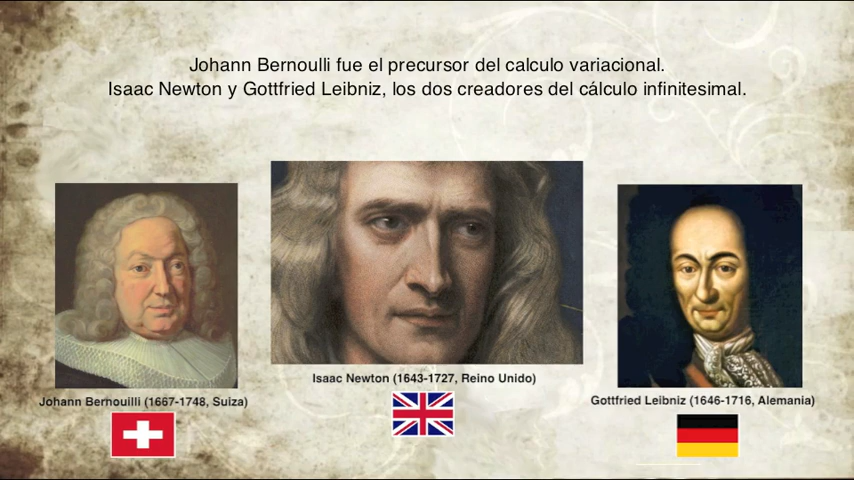 Johann Bernoulli fue el precursor del calculo variacional.
Isaac Newton y Gottfried Leibniz, los dos creadores del cálculo infinitesimal.
Isaac Newton (1643-1727, Reino Unido)
Johann Bernouilli (1667-1748, Suiza)
Gottfried Leibniz (1646-1716, Alemania)